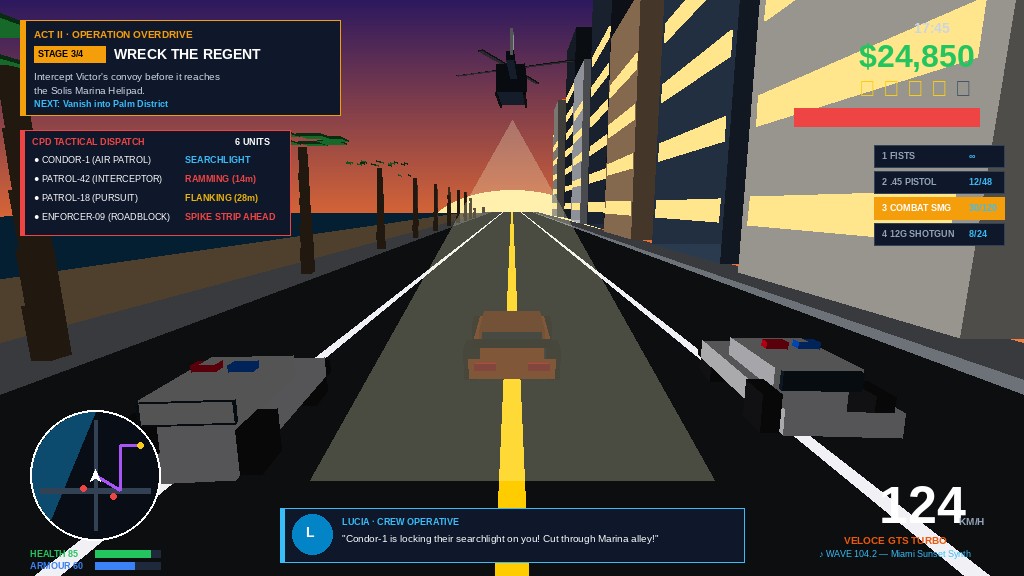 ACT II · OPERATION OVERDRIVE
STAGE 3/4 WRECK THE REGENT
Intercept Victor's convoy before it reaches
the Solis Marina Helipad.
NEXT: Vanish into Palm District
CPD TACTICAL DISPATCH 6 UNITS
● CONDOR-1 (AIR PATROL) SEARCHLIGHT
● PATROL-42 (INTERCEPTOR) RAMMING (14m)
● PATROL-18 (PURSUIT) FLANKING (28m)
● ENFORCER-09 (ROADBLOCK) SPIKE STRIP AHEAD
17:45
$24,850
1 FISTS ∞
2 .45 PISTOL 12/48
3 COMBAT SMG
4 12G SHOTGUN 8/24
HEALTH 85
ARMOUR 60
L
LUCIA · CREW OPERATIVE
"Condor-1 is locking their searchlight on you! Cut through Marina alley!"
124 KM/H
VELOCE GTS TURBO
♪ WAVE 104.2 — Miami Sunset Synth